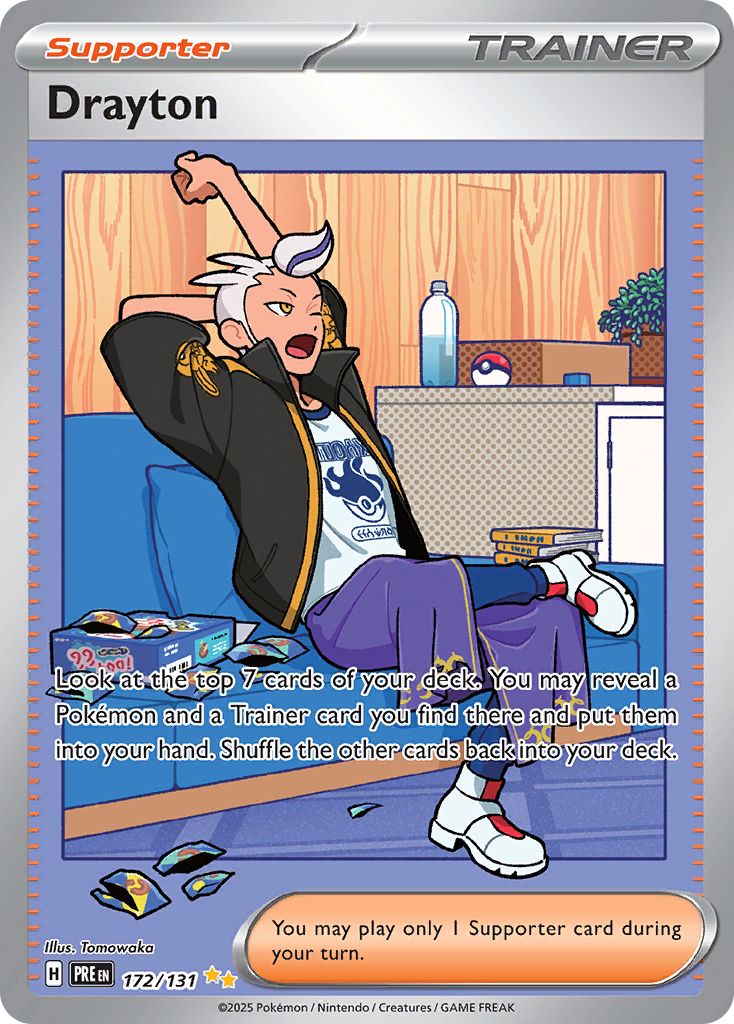 Supporter
TRAINER
Drayton
Look at the top 7 cards of your deck. You may reveal a
Pokémon and a Trainer card you find there and put them
into your hand. Shuffle the other cards back into your deck.
You may play only 1 Supporter card during
your turn.
Illus. Tomowaka
H PRE EN 172/131
©2025 Pokémon / Nintendo / Creatures / GAME FREAK